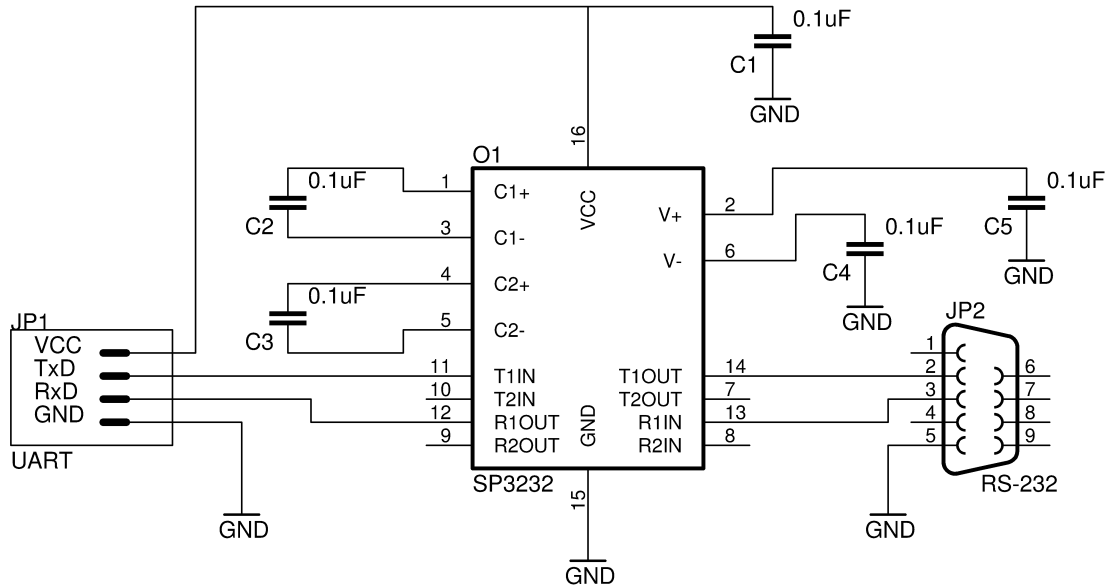 0.1uF
C1
GND
16
O1
0.1uF
1
C1+
VCC
2
V+
0.1uF
C2
3
C1-
6
V-
0.1uF
C5
GND
4
C2+
C4
0.1uF
C3
5
C2-
GND
JP1
VCC
TxD
RxD
GND
UART
11
T1IN
10
T2IN
12
R1OUT
9
R2OUT
GND
T1OUT
14
T2OUT
7
R1IN
13
R2IN
8
JP2
1
2
3
4
5
6
7
8
9
RS-232
SP3232
15
GND
GND
GND